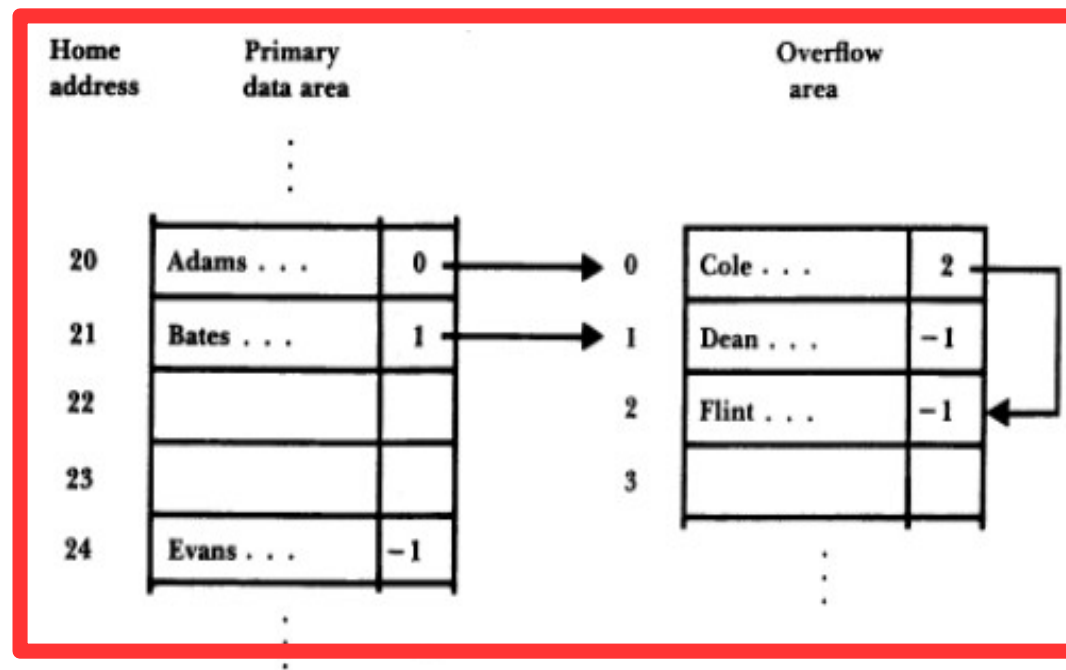 Home Primary Overflow
address data area area
20 Adams . . . 0 0 Cole . . . 2
21 Bates . . . 1 1 Dean . . . -1
22 2 Flint . . . -1
23 3
24 Evans . . . -1